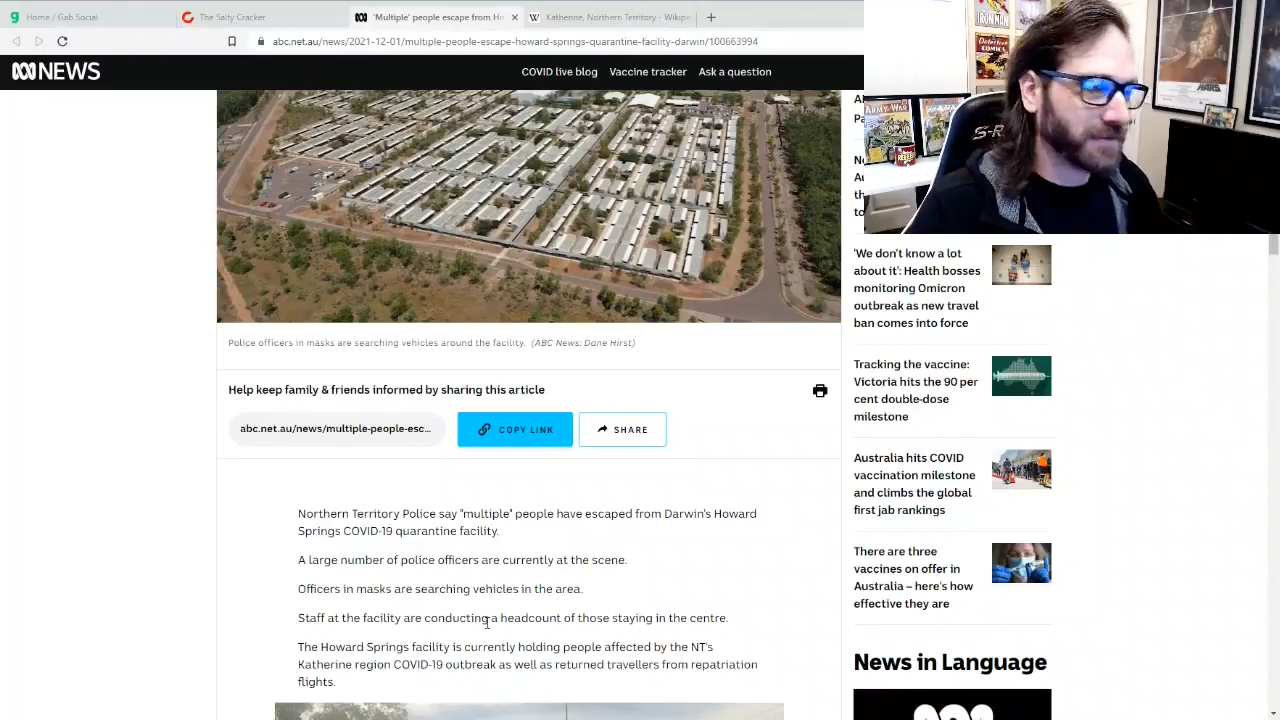 Home / Gab Social
The Salty Cracker
"Multiple" people escape from Ho
Katherine, Northern Territory - Wikipe
abc.net.au/news/2021-12-01/multiple-people-escape-howard-springs-quarantine-facility-darwin/100663994
NEWS
COVID live blog
Vaccine tracker
Ask a question
IRON MAN
Detective COMICS
ARMY WAR
STAR WARS
S-R
Police officers in masks are searching vehicles around the facility. (ABC News: Dane Hirst)
Help keep family & friends informed by sharing this article
abc.net.au/news/multiple-people-esc...
COPY LINK
SHARE
Northern Territory Police say "multiple" people have escaped from Darwin's Howard
Springs COVID-19 quarantine facility.
A large number of police officers are currently at the scene.
Officers in masks are searching vehicles in the area.
Staff at the facility are conducting a headcount of those staying in the centre.
The Howard Springs facility is currently holding people affected by the NT's
Katherine region COVID-19 outbreak as well as returned travellers from repatriation
flights.
'We don't know a lot
about it': Health bosses
monitoring Omicron
outbreak as new travel
ban comes into force
Tracking the vaccine:
Victoria hits the 90 per
cent double-dose
milestone
Australia hits COVID
vaccination milestone
and climbs the global
first jab rankings
There are three
vaccines on offer in
Australia – here's how
effective they are
News in Language